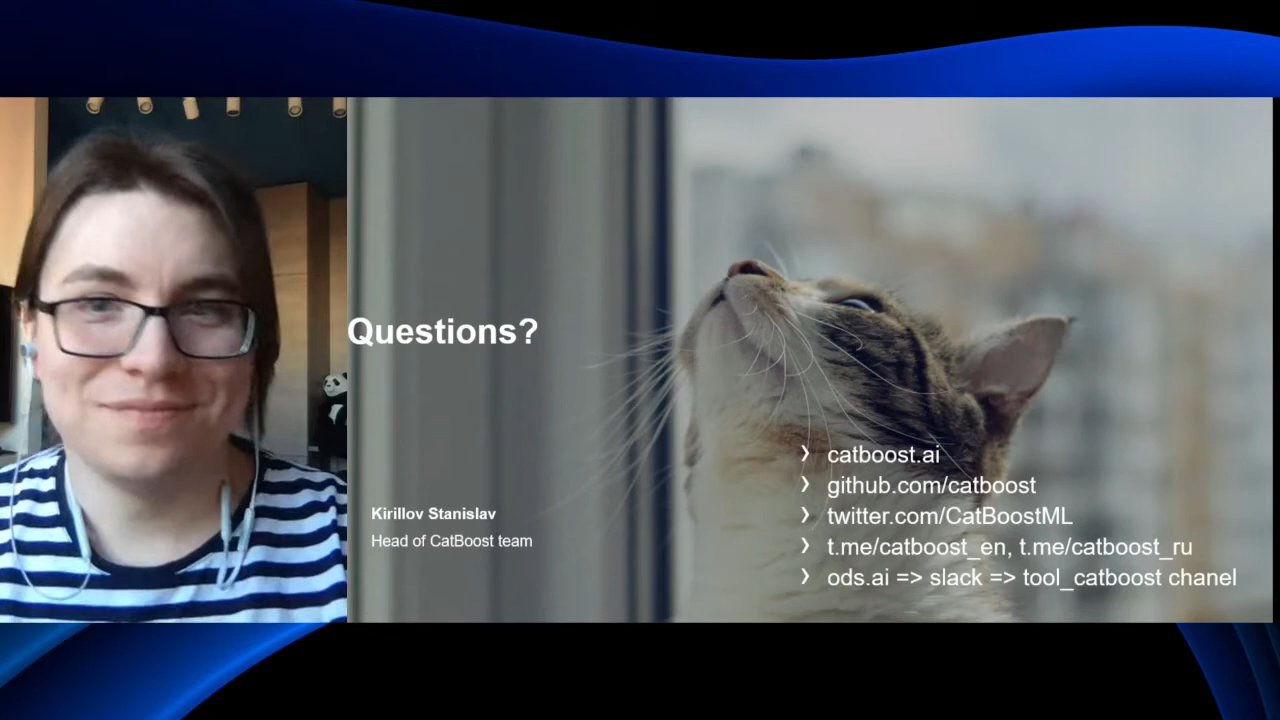 Questions?
Kirillov Stanislav
Head of CatBoost team
❯ catboost.ai
❯ github.com/catboost
❯ twitter.com/CatBoostML
❯ t.me/catboost_en, t.me/catboost_ru
❯ ods.ai => slack => tool_catboost chanel